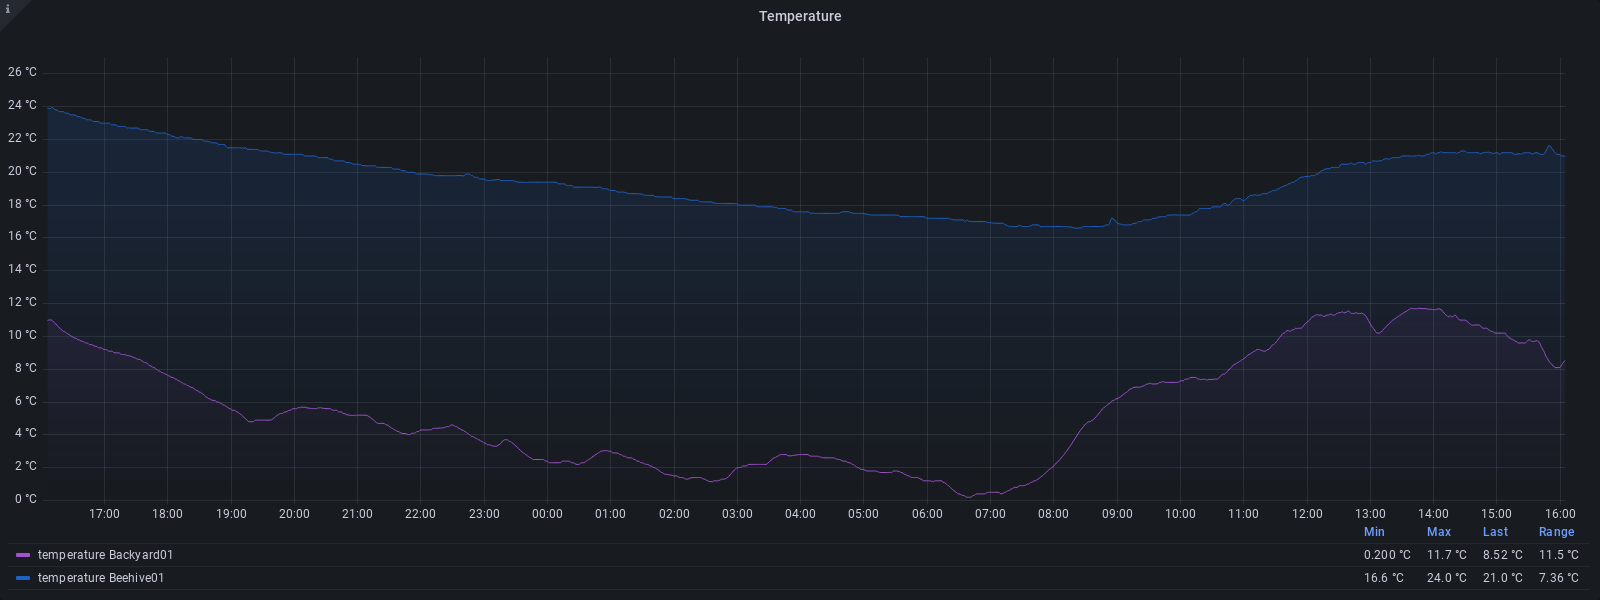 i
Temperature
26 °C
24 °C
22 °C
20 °C
18 °C
16 °C
14 °C
12 °C
10 °C
8 °C
6 °C
4 °C
2 °C
0 °C
17:00 18:00 19:00 20:00 21:00 22:00 23:00 00:00 01:00 02:00 03:00 04:00 05:00 06:00 07:00 08:00 09:00 10:00 11:00 12:00 13:00 14:00 15:00 16:00
Min Max Last Range
temperature Backyard01 0.200 °C 11.7 °C 8.52 °C 11.5 °C
temperature Beehive01 16.6 °C 24.0 °C 21.0 °C 7.36 °C